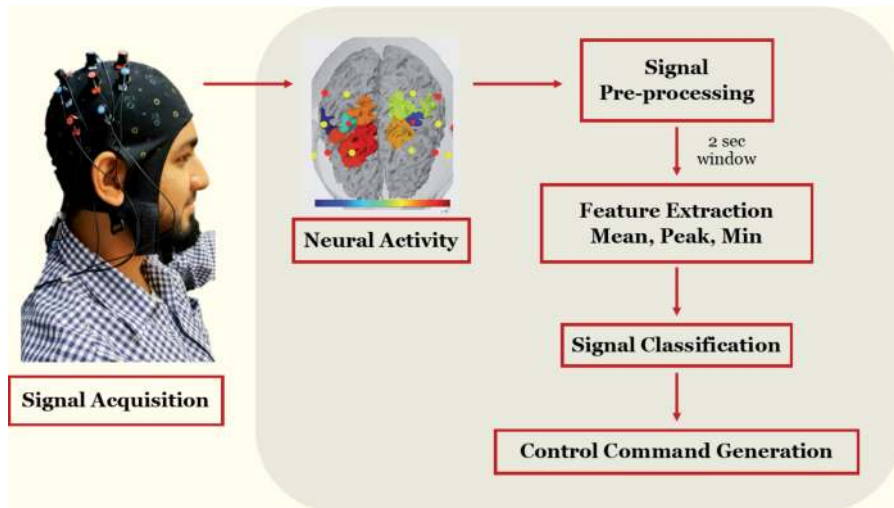 Signal
Pre-processing
2 sec
window
Neural Activity
Feature Extraction
Mean, Peak, Min
Signal Classification
Signal Acquisition
Control Command Generation